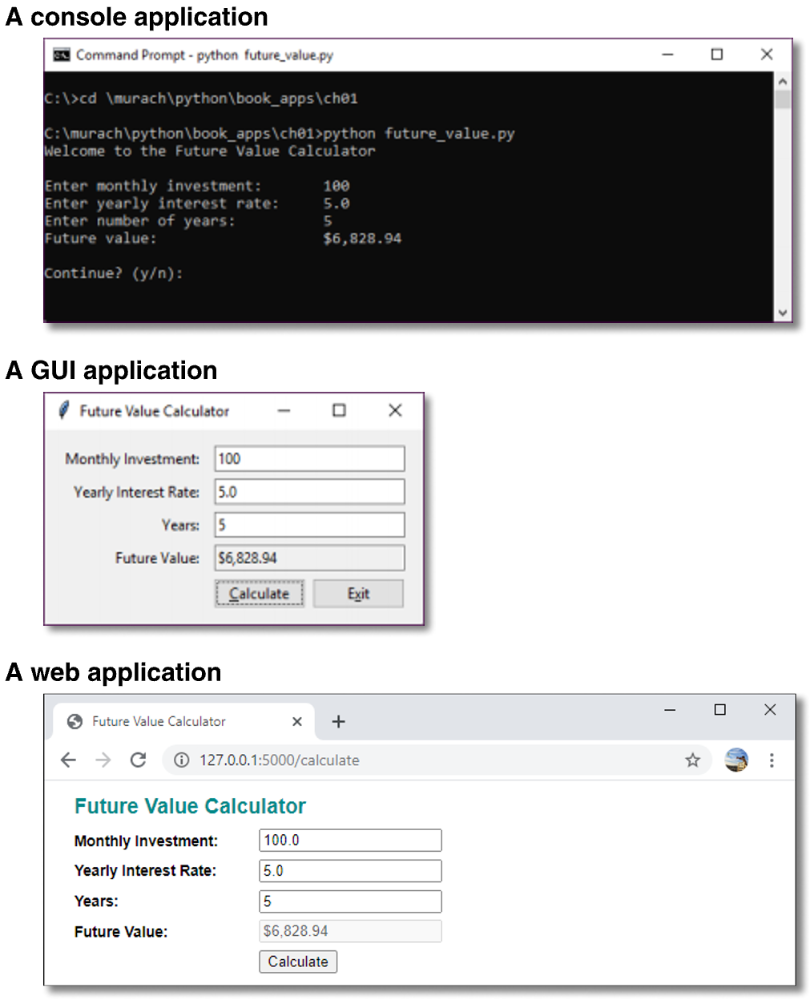 A console application
Command Prompt - python future_value.py
C:\>cd \murach\python\book_apps\ch01
C:\murach\python\book_apps\ch01>python future_value.py
Welcome to the Future Value Calculator
Enter monthly investment: 100
Enter yearly interest rate: 5.0
Enter number of years: 5
Future value: $6,828.94
Continue? (y/n):
A GUI application
Future Value Calculator
Monthly Investment: 100
Yearly Interest Rate: 5.0
Years: 5
Future Value: $6,828.94
Calculate Exit
A web application
Future Value Calculator
127.0.0.1:5000/calculate
Future Value Calculator
Monthly Investment: 100.0
Yearly Interest Rate: 5.0
Years: 5
Future Value: $6,828.94
Calculate